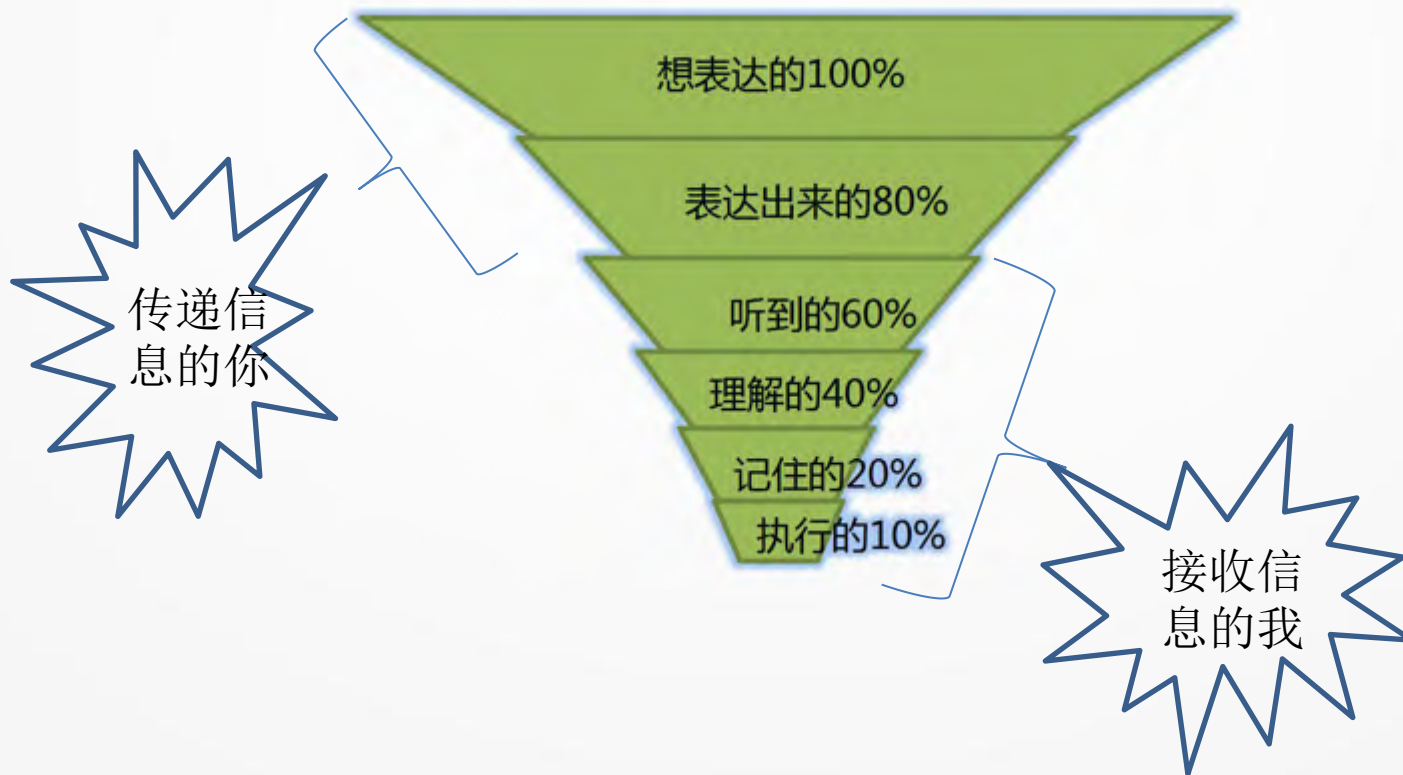 想表达的100%
表达出来的80%
听到的60%
理解的40%
记住的20%
执行的10%
传递信
息的你
接收信
息的我